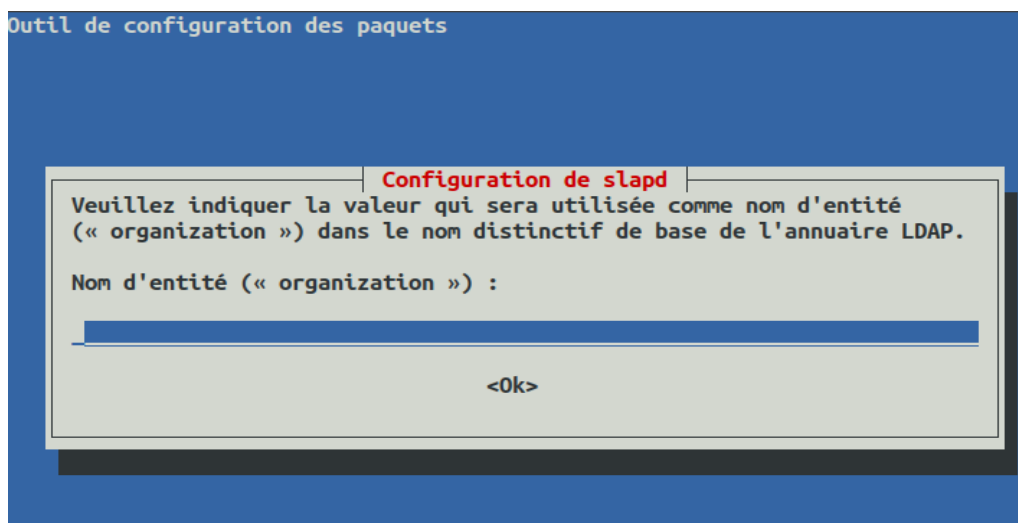 Outil de configuration des paquets
Configuration de slapd
Veuillez indiquer la valeur qui sera utilisée comme nom d'entité
(« organization ») dans le nom distinctif de base de l'annuaire LDAP.
Nom d'entité (« organization ») :
<Ok>